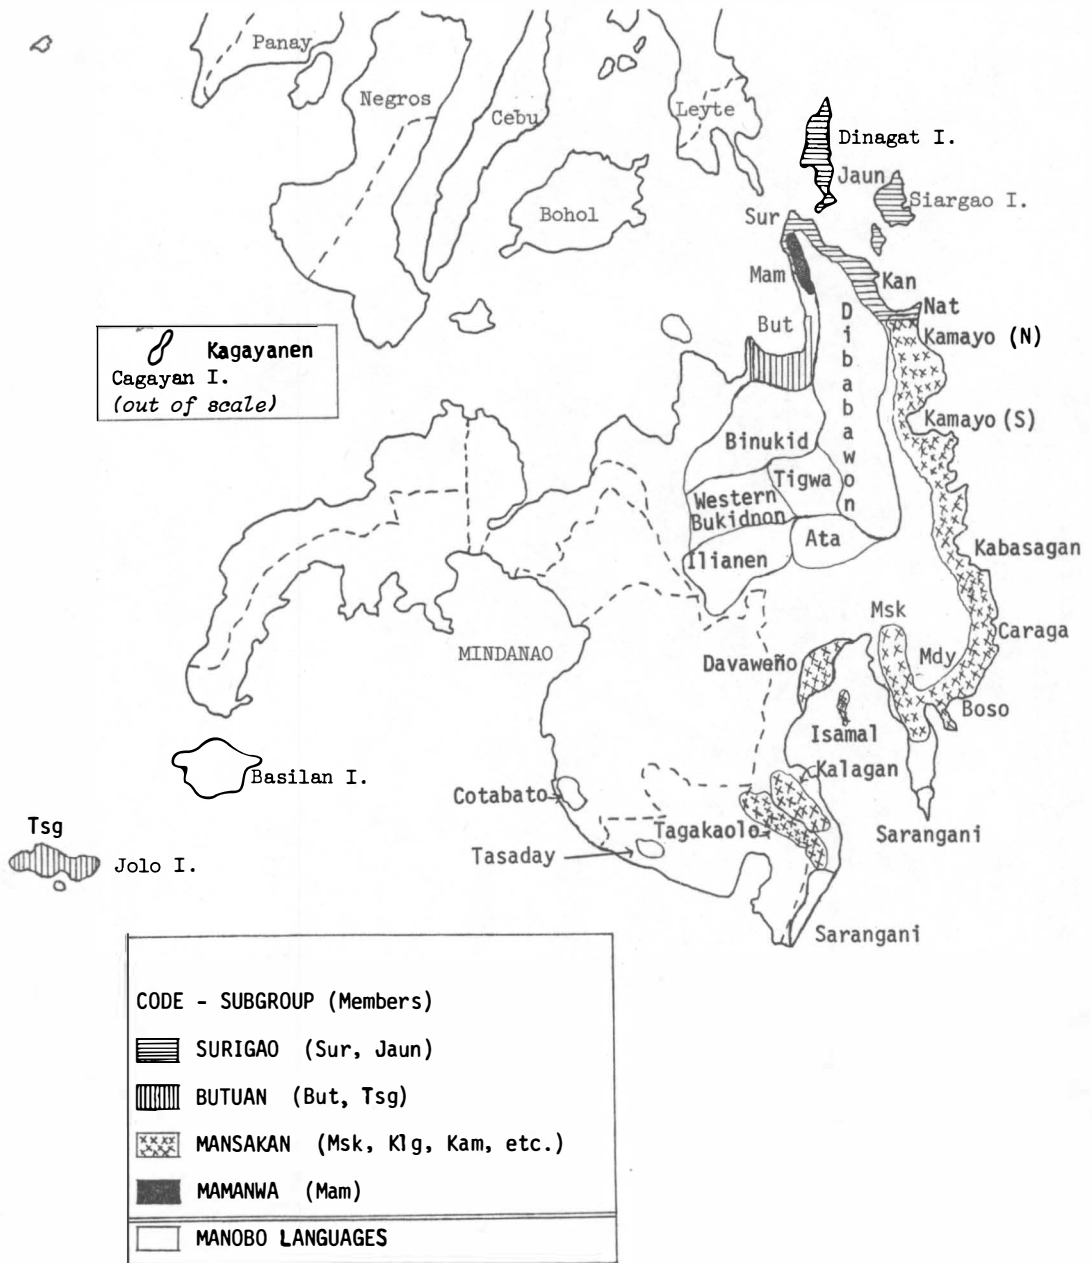 Panay
Negros
Cebu
Leyte
Dinagat I.
Jaun
Siargao I.
Bohol
Sur
Mam
Kan
Nat
But
Dibabawon
Kamayo (N)
Kagayanen
Cagayan I.
(out of scale)
Kamayo (S)
Binukid
Tigwa
Western
Bukidnon
Ata
Ilianen
Kabasagan
Msk
Caraga
MINDANAO
Davaweño
Mdy
Boso
Isamal
Basilan I.
Kalagan
Cotabato
Tagakaolo
Sarangani
Tsg
Tasaday
Jolo I.
Sarangani
CODE - SUBGROUP (Members)
SURIGAO (Sur, Jaun)
BUTUAN (But, Tsg)
MANSAKAN (Msk, Klg, Kam, etc.)
MAMANWA (Mam)
MANOBO LANGUAGES